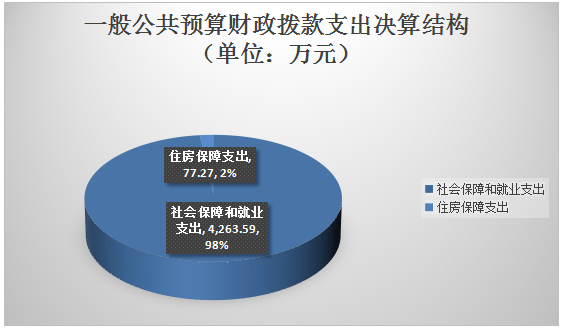 一般公共预算财政拨款支出决算结构
（单位：万元）
住房保障支出,
77.27, 2%
社会保障和就业
支出, 4,263.59,
98%
社会保障和就业支出
住房保障支出